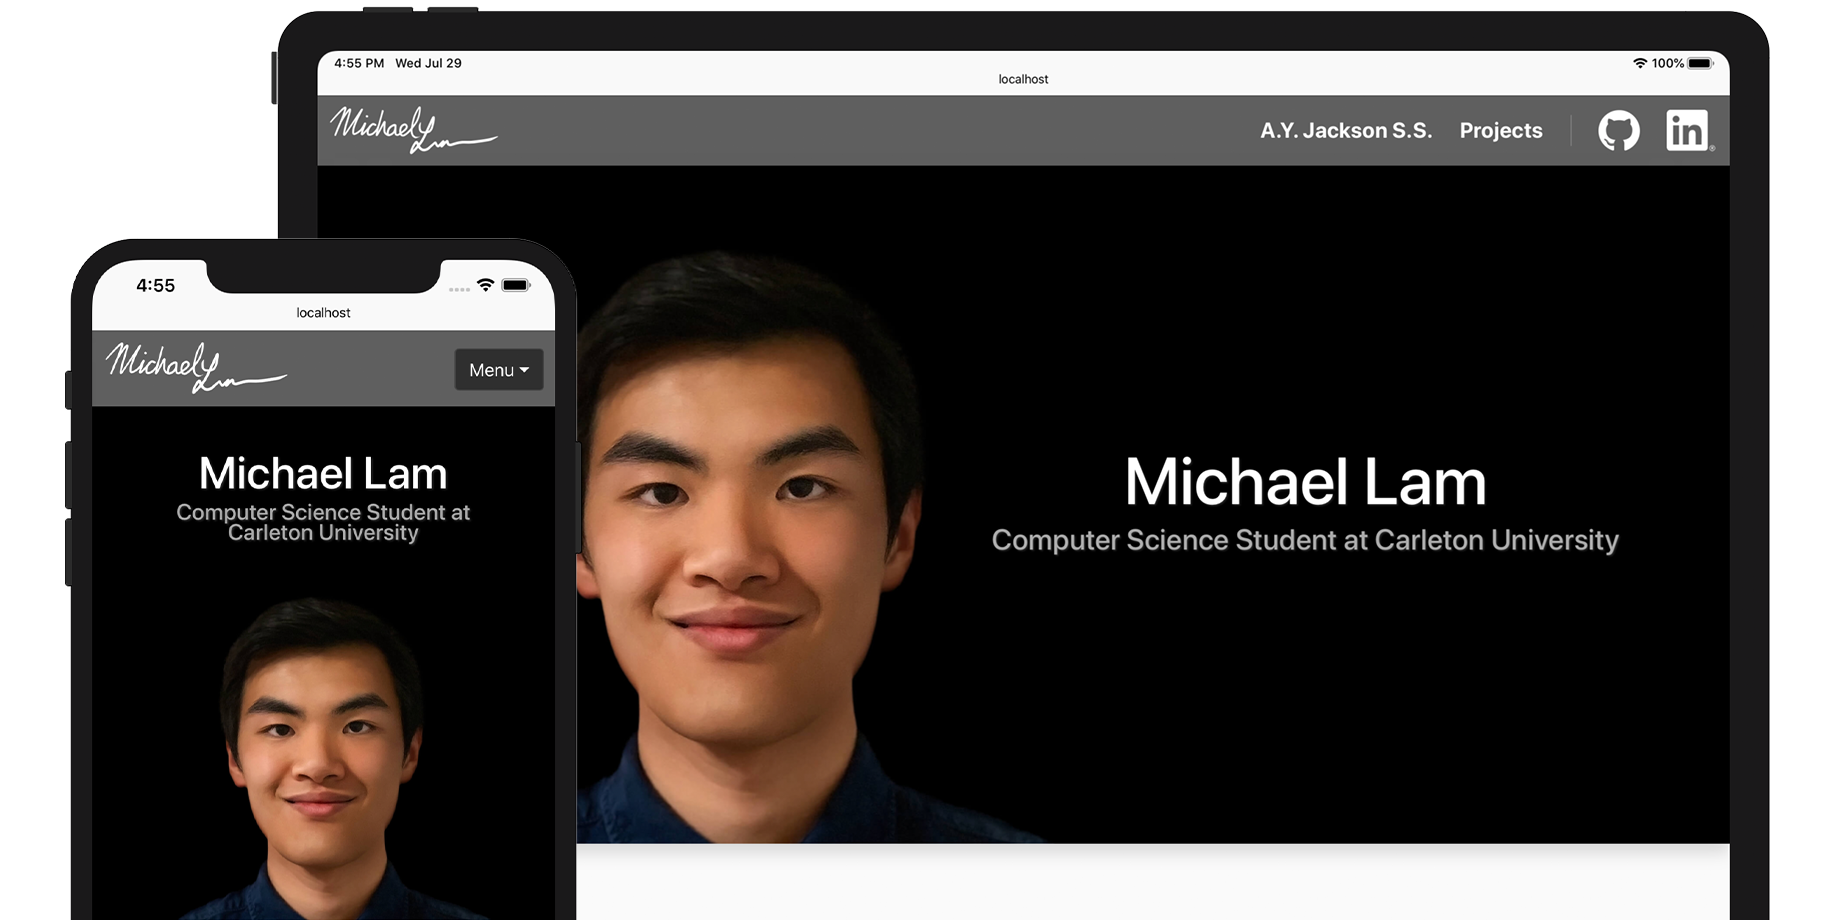 4:55 PM Wed Jul 29
100%
localhost
Michael Lam
A.Y. Jackson S.S.
Projects
in
®
Michael Lam
Computer Science Student at Carleton University
4:55
localhost
Michael Lam
Menu
Michael Lam
Computer Science Student at
Carleton University